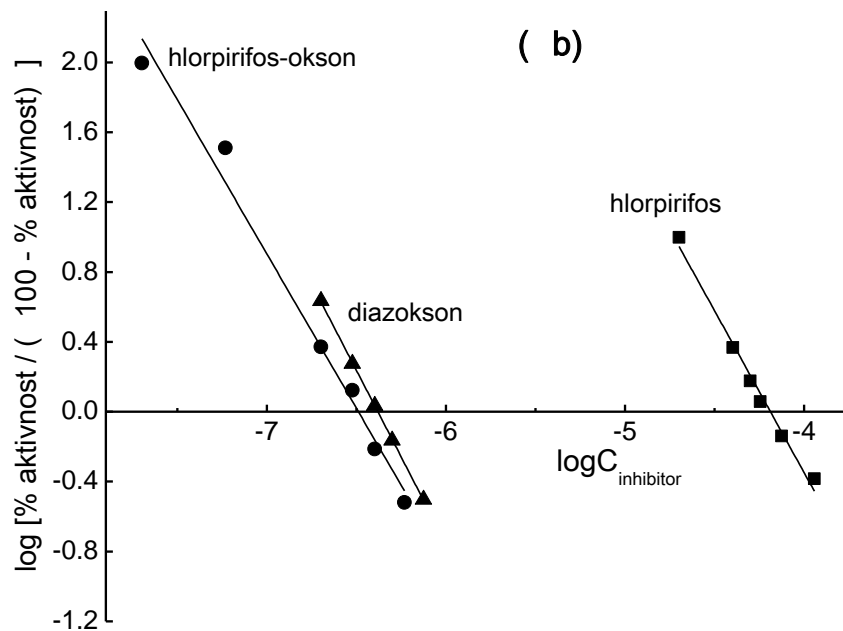 ( b)
hlorpirifos-okson
2.0
1.6
1.2
0.8
0.4
0.0
-0.4
-0.8
-1.2
log [% aktivnost / ( 100 - % aktivnost) ]
hlorpirifos
diazokson
-7
-6
-5
-4
logC inhibitor